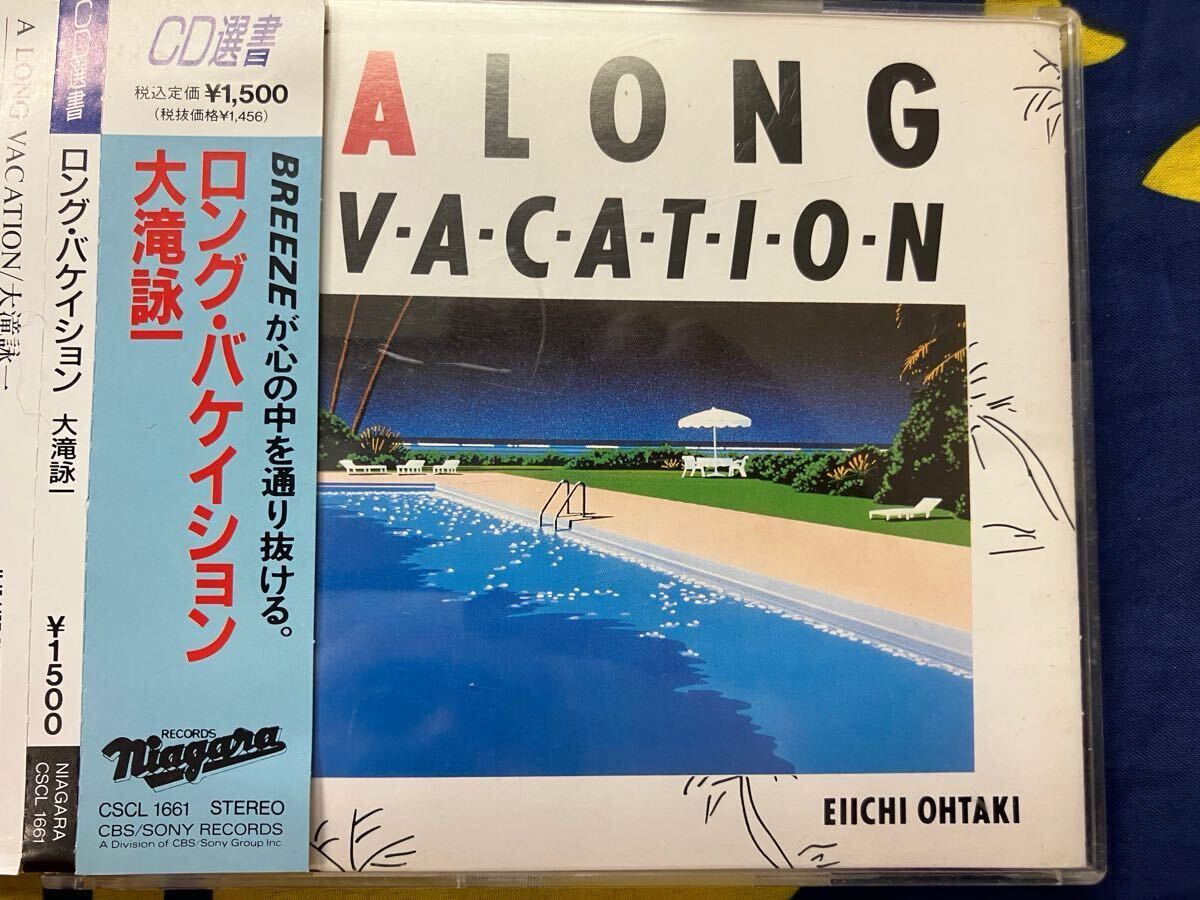 A LONG VACATION/大滝詠一
CD選書
ロング・バケイション 大滝詠一
¥1500
NIAGARA
CSCL 1661
CD選書
税込定価 ¥1,500
(税抜価格¥1,456)
BREEZEが心の中を通り抜ける。
ロング・バケイション
大滝詠一
RECORDS
Niagara
CSCL 1661 STEREO
CBS/SONY RECORDS
A Division of CBS/Sony Group Inc.
A LONG
V·A·C·A·T·I·O·N
EIICHI OHTAKI